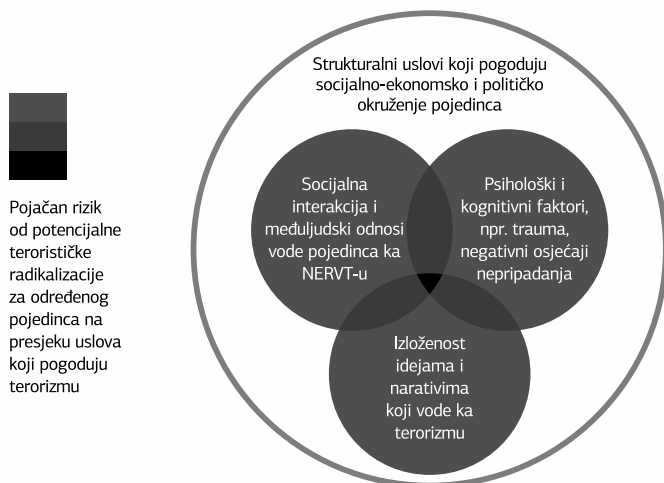 Strukturalni uslovi koji pogoduju
socijalno-ekonomsko i političko
okruženje pojedinca
Pojačan rizik
od potencijalne
terorističke
radikalizacije
za određenog
pojedinca na
presjeku uslova
koji pogoduju
terorizmu
Socijalna
interakcija i
međuljudski odnosi
vode pojedinca ka
NERVT-u
Psihološki i
kognitivni faktori,
npr. trauma,
negativni osjećaji
nepripadanja
Izloženost
idejama i
narativima
koji vode ka
terorizmu